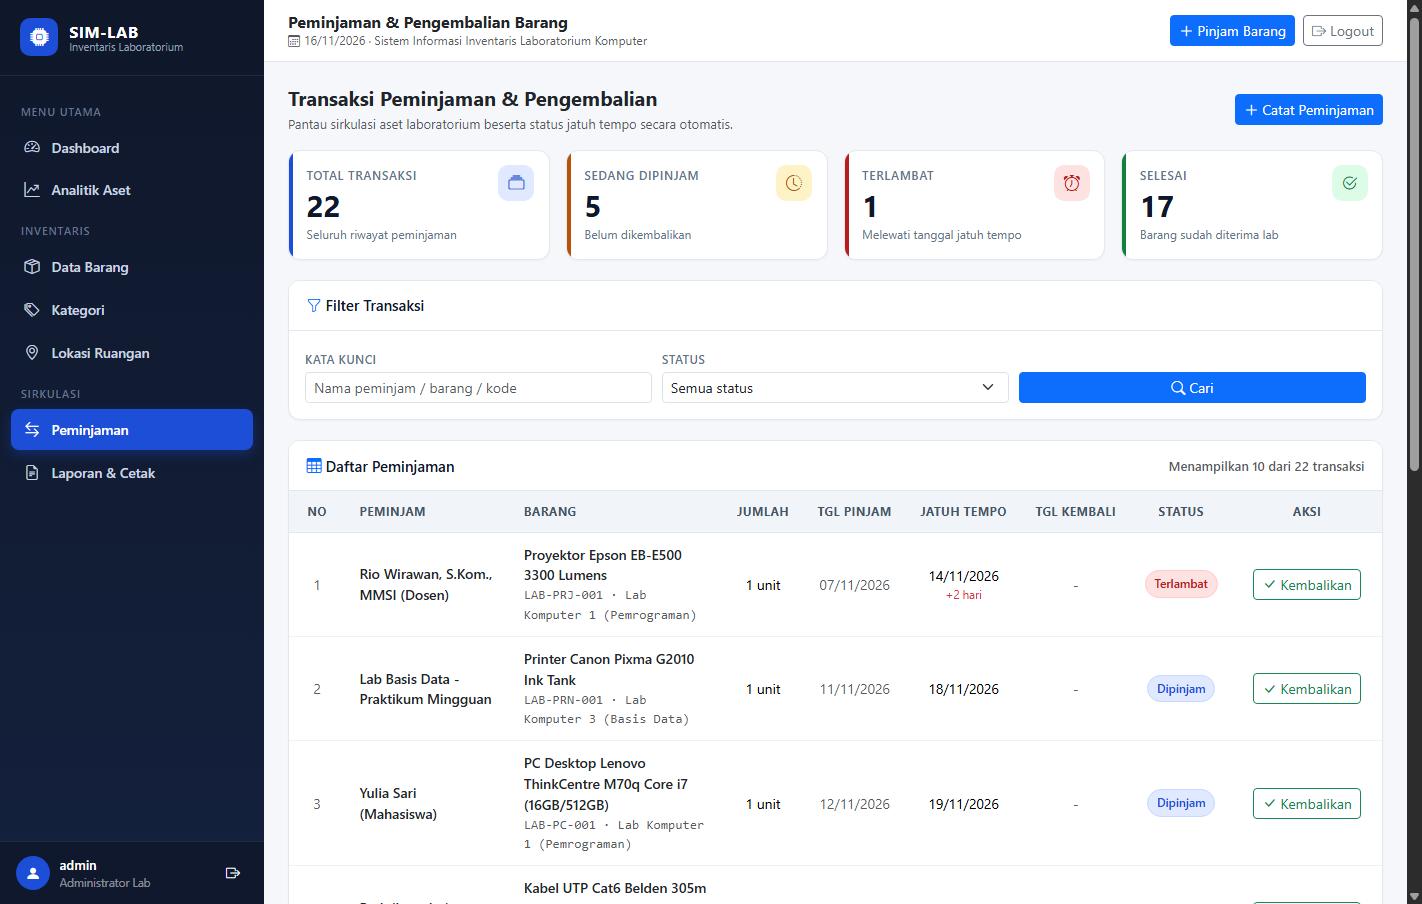 SIM-LAB
Inventaris Laboratorium
MENU UTAMA
Dashboard
Analitik Aset
INVENTARIS
Data Barang
Kategori
Lokasi Ruangan
SIRKULASI
Peminjaman
Laporan & Cetak
admin
Administrator Lab
Peminjaman & Pengembalian Barang
16/11/2026 · Sistem Informasi Inventaris Laboratorium Komputer
Pinjam Barang
Logout
Transaksi Peminjaman & Pengembalian
Pantau sirkulasi aset laboratorium beserta status jatuh tempo secara otomatis.
Catat Peminjaman
TOTAL TRANSAKSI
22
Seluruh riwayat peminjaman
SEDANG DIPINJAM
5
Belum dikembalikan
TERLAMBAT
1
Melewati tanggal jatuh tempo
SELESAI
17
Barang sudah diterima lab
Filter Transaksi
KATA KUNCI
Nama peminjam / barang / kode
STATUS
Semua status
Cari
Daftar Peminjaman
Menampilkan 10 dari 22 transaksi
NO PEMINJAM BARANG JUMLAH TGL PINJAM JATUH TEMPO TGL KEMBALI STATUS AKSI
1
Rio Wirawan, S.Kom.,
MMSI (Dosen)
Proyektor Epson EB-E500
3300 Lumens
LAB-PRJ-001 · Lab
Komputer 1 (Pemrograman)
1 unit
07/11/2026
14/11/2026
+2 hari
-
Terlambat
Kembalikan
2
Lab Basis Data -
Praktikum Mingguan
Printer Canon Pixma G2010
Ink Tank
LAB-PRN-001 · Lab
Komputer 3 (Basis Data)
1 unit
11/11/2026
18/11/2026
-
Dipinjam
Kembalikan
3
Yulia Sari
(Mahasiswa)
PC Desktop Lenovo
ThinkCentre M70q Core i7
(16GB/512GB)
LAB-PC-001 · Lab Komputer
1 (Pemrograman)
1 unit
12/11/2026
19/11/2026
-
Dipinjam
Kembalikan
Kabel UTP Cat6 Belden 305m